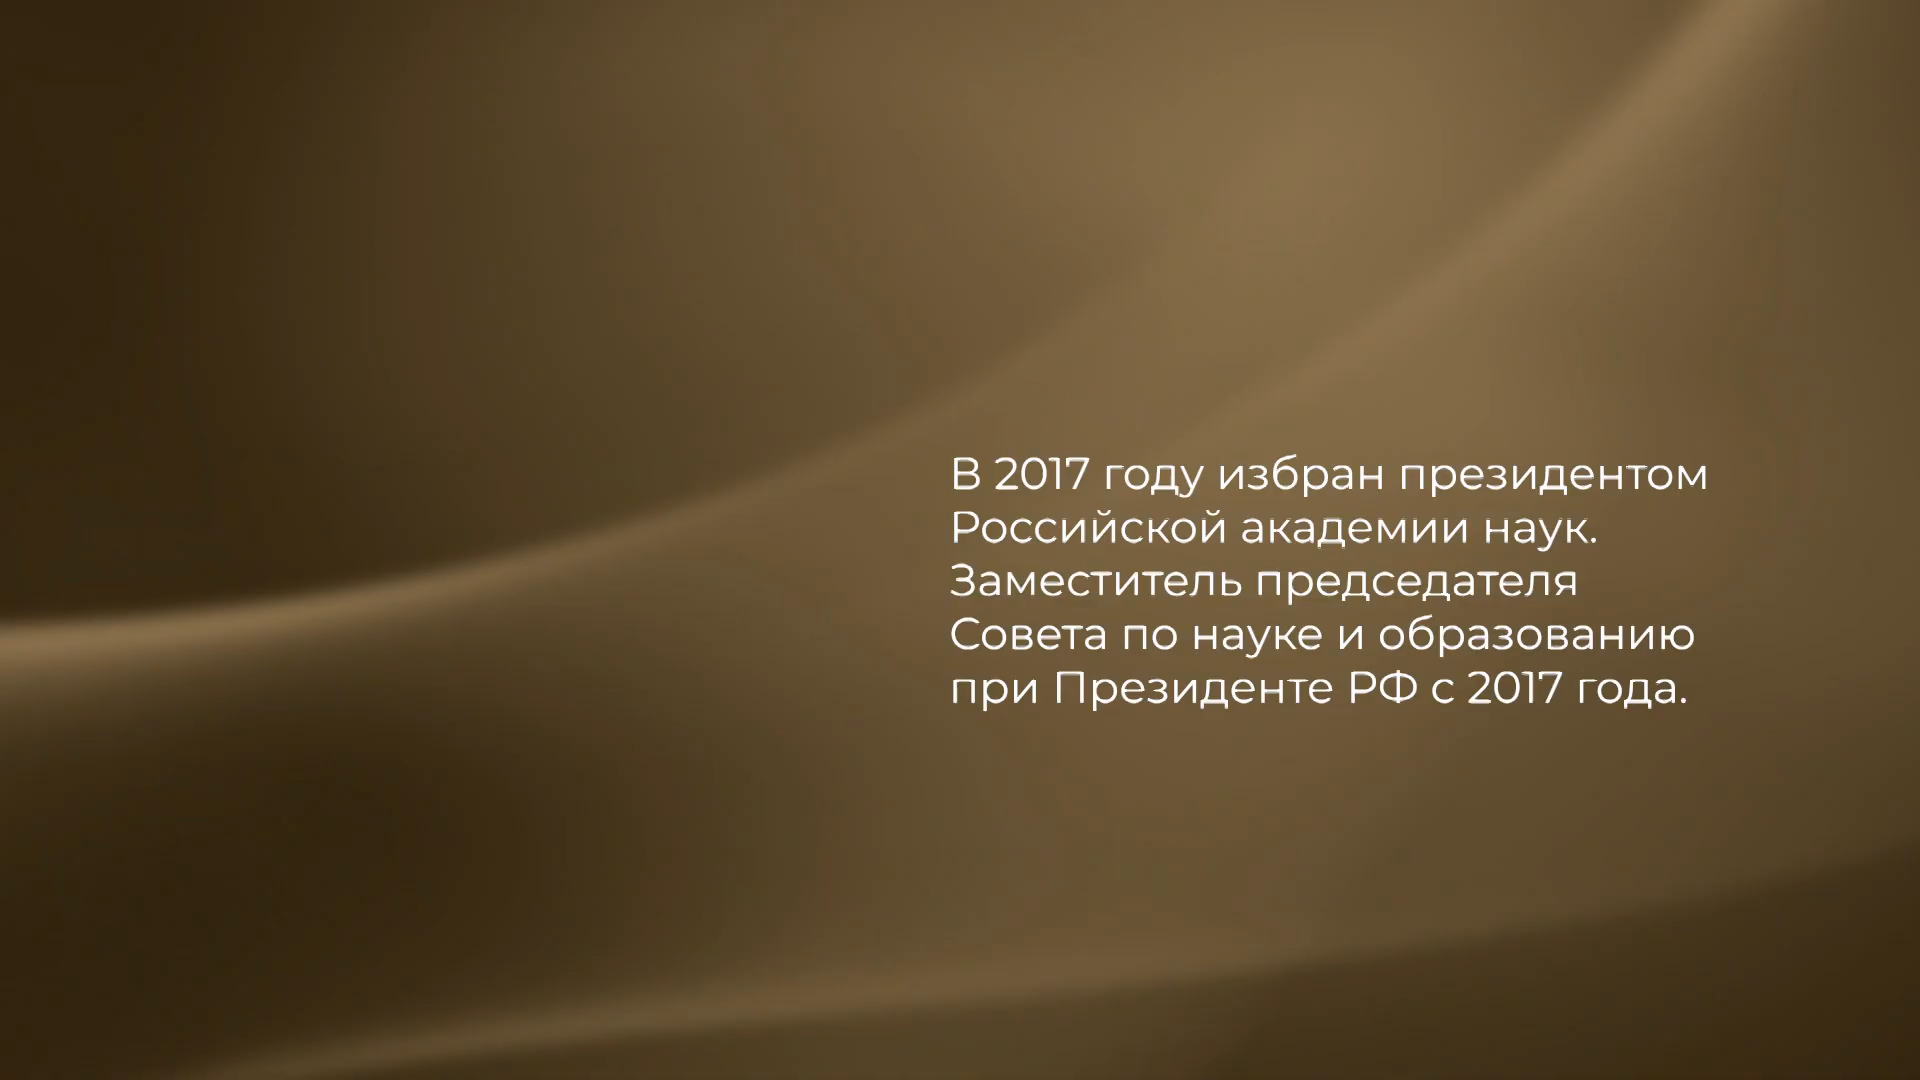 В 2017 году избран президентом
Российской академии наук.
Заместитель председателя
Совета по науке и образованию
при Президенте РФ с 2017 года.